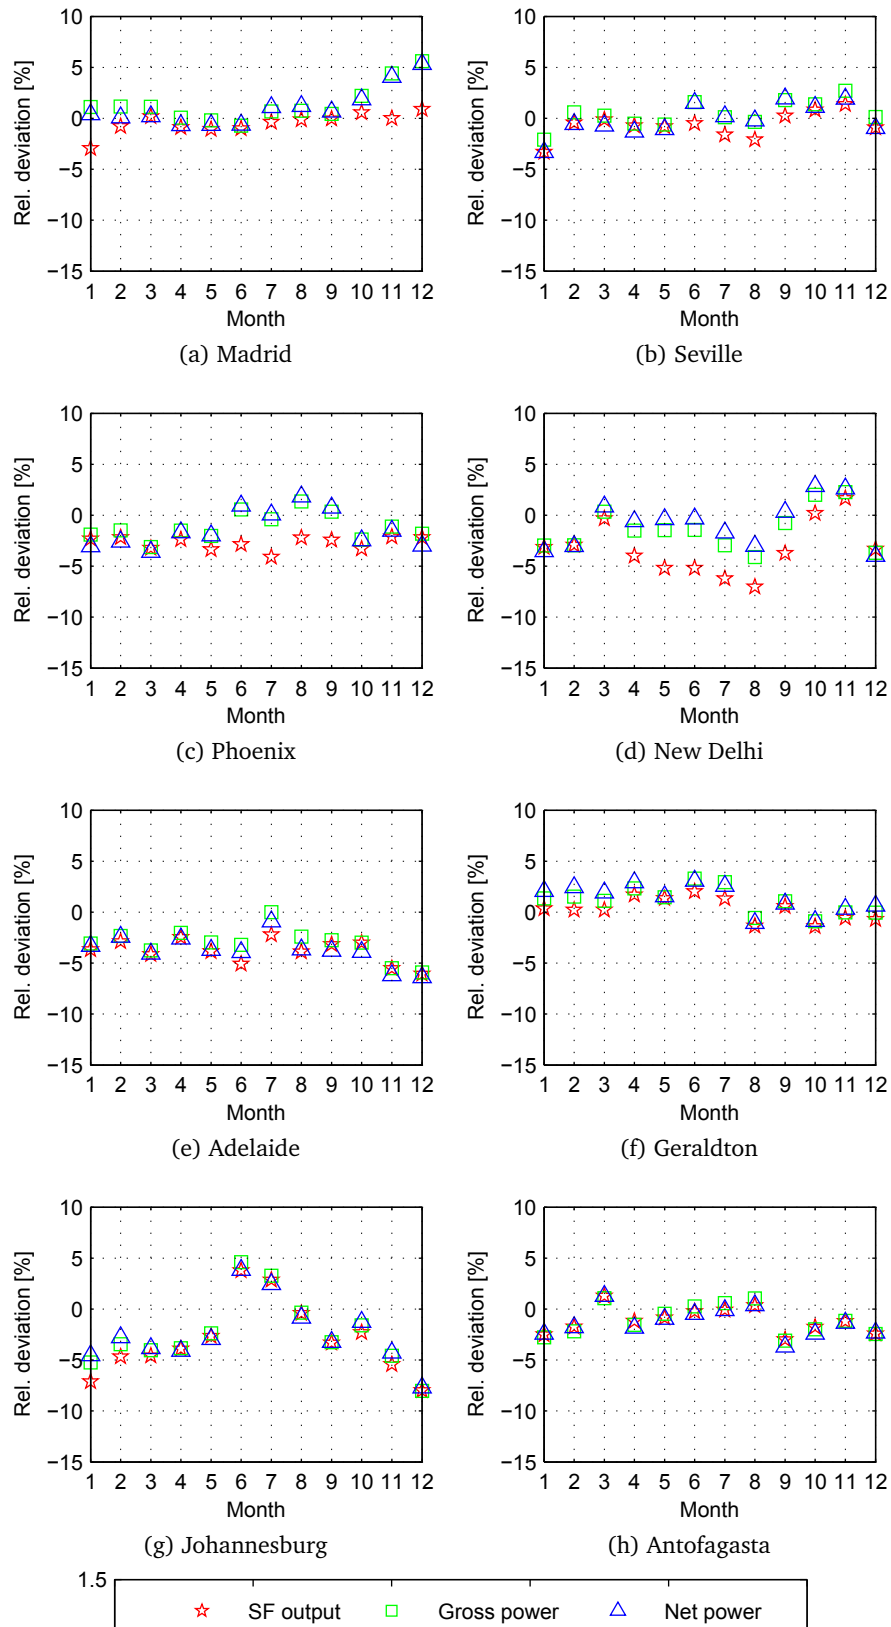 10
5
0
−5
−10
−15
Rel. deviation [%]
1 2 3 4 5 6 7 8 9 10 11 12
Month
(a) Madrid
10
5
0
−5
−10
−15
Rel. deviation [%]
1 2 3 4 5 6 7 8 9 10 11 12
Month
(b) Seville
10
5
0
−5
−10
−15
Rel. deviation [%]
1 2 3 4 5 6 7 8 9 10 11 12
Month
(c) Phoenix
10
5
0
−5
−10
−15
Rel. deviation [%]
1 2 3 4 5 6 7 8 9 10 11 12
Month
(d) New Delhi
10
5
0
−5
−10
−15
Rel. deviation [%]
1 2 3 4 5 6 7 8 9 10 11 12
Month
(e) Adelaide
10
5
0
−5
−10
−15
Rel. deviation [%]
1 2 3 4 5 6 7 8 9 10 11 12
Month
(f) Geraldton
10
5
0
−5
−10
−15
Rel. deviation [%]
1 2 3 4 5 6 7 8 9 10 11 12
Month
(g) Johannesburg
10
5
0
−5
−10
−15
Rel. deviation [%]
1 2 3 4 5 6 7 8 9 10 11 12
Month
(h) Antofagasta
1.5
SF output Gross power Net power